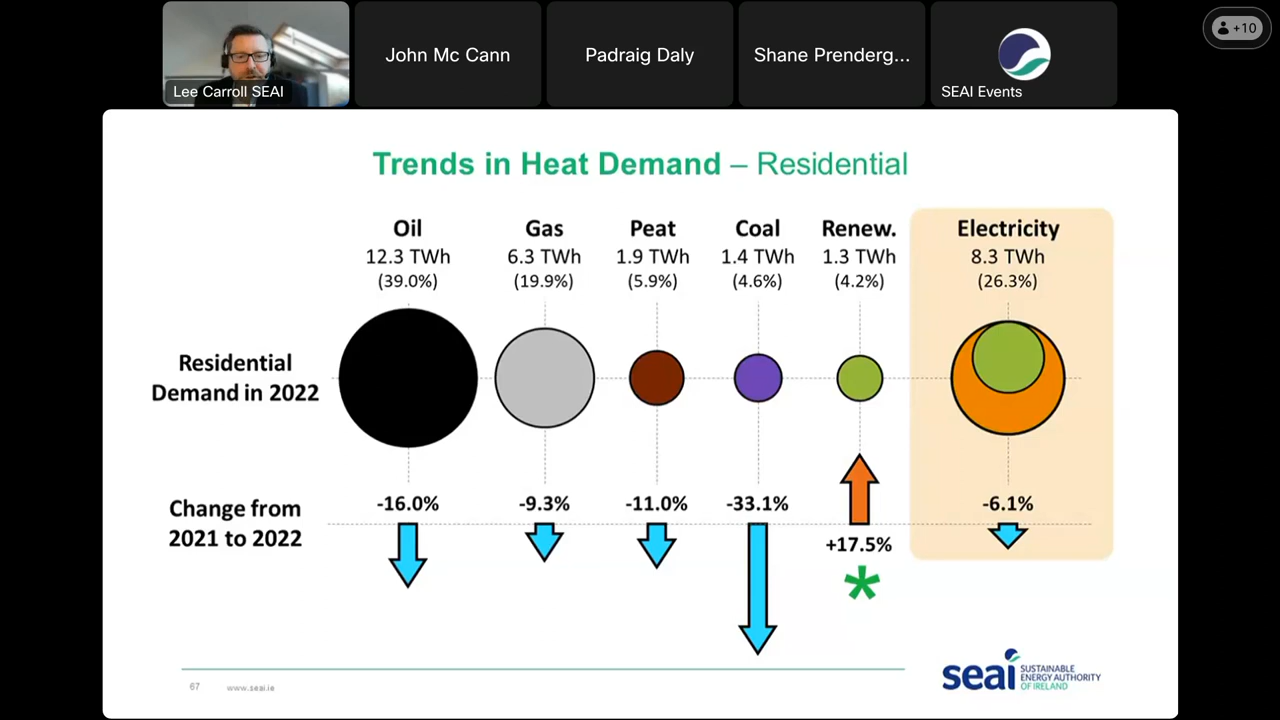 John Mc Cann
Padraig Daly
Shane Prenderg...
+10
Lee Carroll SEAI
SEAI Events
Trends in Heat Demand – Residential
Oil Gas Peat Coal Renew. Electricity
12.3 TWh 6.3 TWh 1.9 TWh 1.4 TWh 1.3 TWh 8.3 TWh
(39.0%) (19.9%) (5.9%) (4.6%) (4.2%) (26.3%)
Residential
Demand in 2022
-16.0% -9.3% -11.0% -33.1% -6.1%
Change from
2021 to 2022
+17.5%
*
67 www.seai.ie
seai SUSTAINABLE
ENERGY AUTHORITY
OF IRELAND